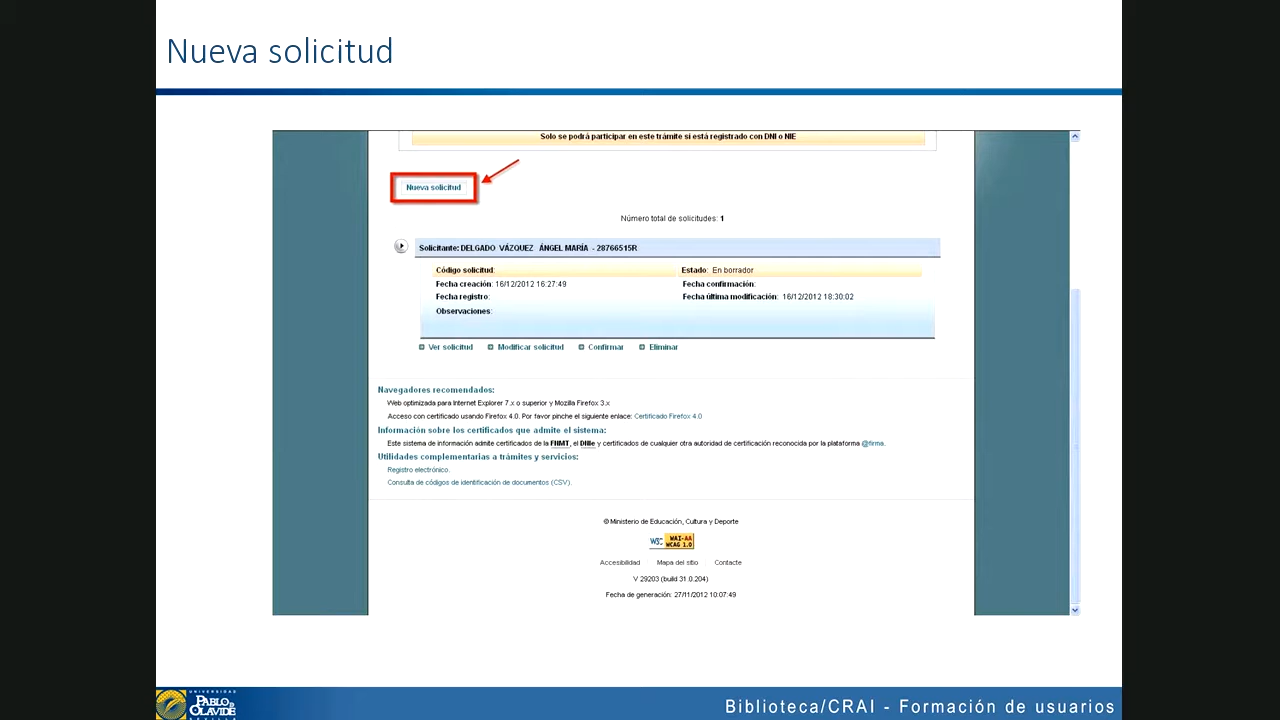 Nueva solicitud
Solo se podrá participar en este trámite si está registrado con DNI o NIE
Nueva solicitud
Número total de solicitudes: 1
Solicitante: DELGADO VÁZQUEZ ÁNGEL MARÍA - 28766515R
Código solicitud: Estado: En borrador
Fecha creación: 16/12/2012 16:27:49 Fecha confirmación:
Fecha registro: Fecha última modificación: 16/12/2012 18:30:02
Observaciones:
Ver solicitud Modificar solicitud Confirmar Eliminar
Navegadores recomendados:
Web optimizada para Internet Explorer 7.x o superior y Mozilla Firefox 3.x
Acceso con certificado usando Firefox 4.0. Por favor pinche el siguiente enlace: Certificado Firefox 4.0
Información sobre los certificados que admite el sistema:
Este sistema de información admite certificados de la FNMT, el DNIe y certificados de cualquier otra autoridad de certificación reconocida por la plataforma @firma.
Utilidades complementarias a trámites y servicios:
Registro electrónico.
Consulta de códigos de identificación de documentos (CSV).
© Ministerio de Educación, Cultura y Deporte
W3C WAI-AA
WCAG 1.0
Accesibilidad Mapa del sitio Contacte
V 29203 (build 31.0.204)
Fecha de generación: 27/11/2012 10:07:49
UNIVERSIDAD
PABLO DE
OLAVIDE
SEVILLA
Biblioteca/CRAI - Formación de usuarios